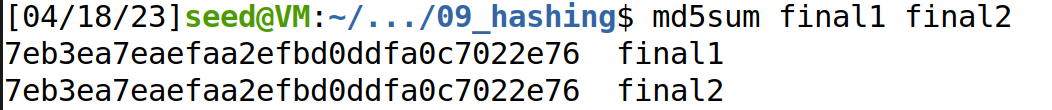 [04/18/23]seed@VM:~/.../09_hashing$ md5sum final1 final2
7eb3ea7eaefaa2efbd0ddfa0c7022e76  final1
7eb3ea7eaefaa2efbd0ddfa0c7022e76  final2